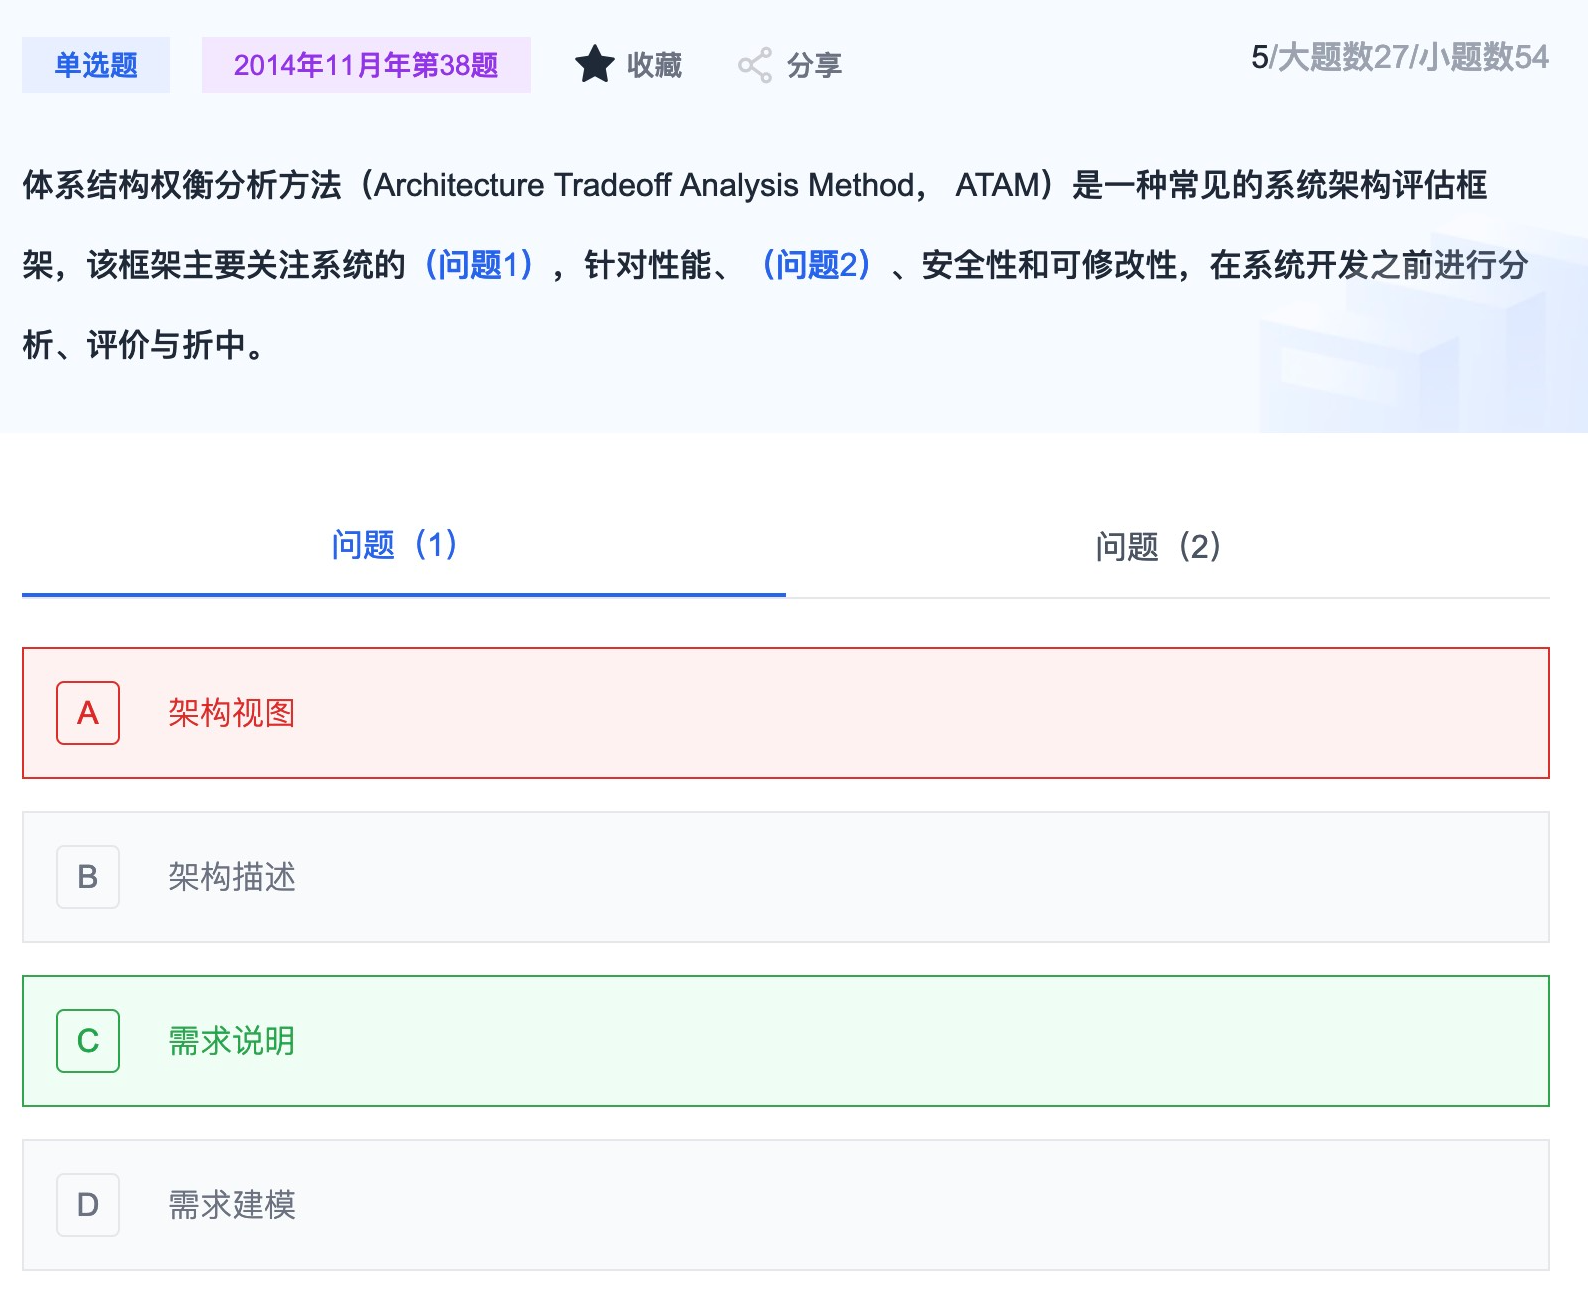 单选题 2014年11月年第38题 收藏 分享 5/大题数27/小题数54
体系结构权衡分析方法（Architecture Tradeoff Analysis Method， ATAM）是一种常见的系统架构评估框
架，该框架主要关注系统的（问题1），针对性能、（问题2）、安全性和可修改性，在系统开发之前进行分
析、评价与折中。
问题（1） 问题（2）
A 架构视图
B 架构描述
C 需求说明
D 需求建模